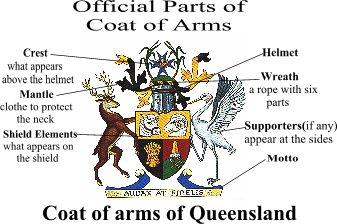 Official Parts of
Coat of Arms
Crest
what appears
above the helmet
Mantle
clothe to protect
the neck
Shield Elements
what appears on
the shield
Helmet
Wreath
a rope with six
parts
Supporters(if any)
appear at the sides
Motto
AUDAX AT FIDELIS
Coat of arms of Queensland